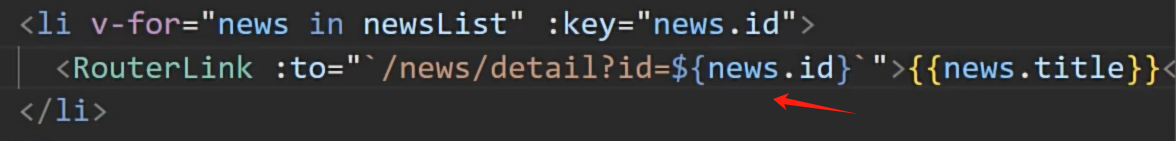 <li v-for="news in newsList" :key="news.id">
<RouterLink :to="`/news/detail?id=${news.id}`">{{news.title}}<
</li>